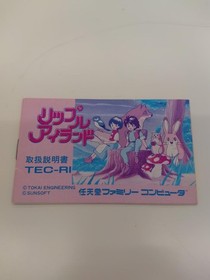 リップル
アイランド
取扱説明書
TEC-RI
© TOKAI ENGINEERING
© SUNSOFT
任天堂ファミリー コンピュータ